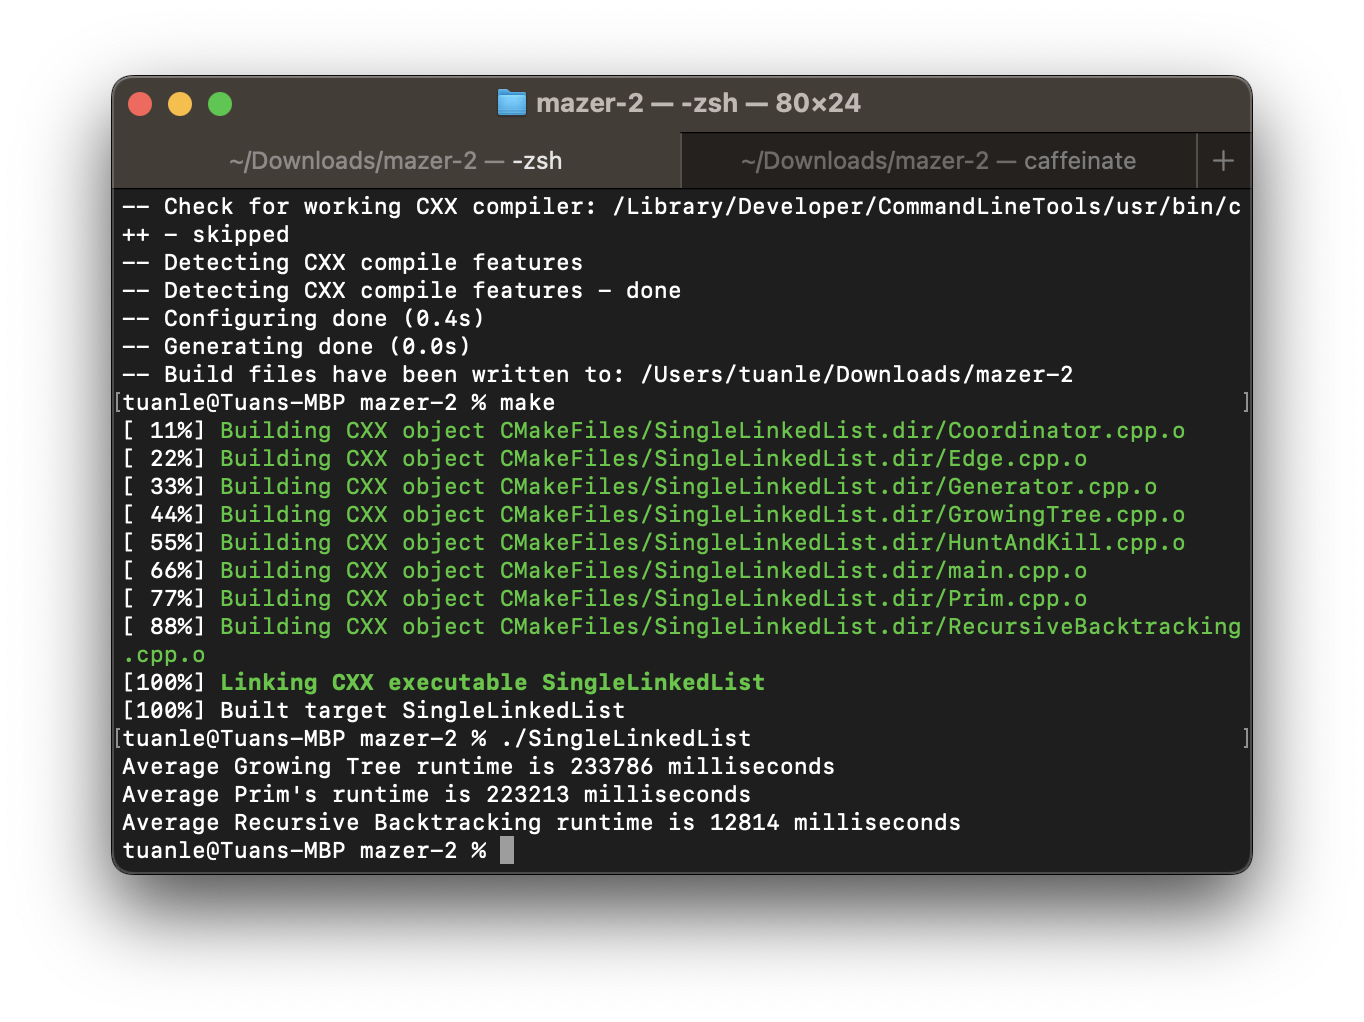 mazer-2 — -zsh — 80×24
~/Downloads/mazer-2 — -zsh
~/Downloads/mazer-2 — caffeinate
+
-- Check for working CXX compiler: /Library/Developer/CommandLineTools/usr/bin/c
++ - skipped
-- Detecting CXX compile features
-- Detecting CXX compile features - done
-- Configuring done (0.4s)
-- Generating done (0.0s)
-- Build files have been written to: /Users/tuanle/Downloads/mazer-2
[tuanle@Tuans-MBP mazer-2 % make ]
[ 11%] Building CXX object CMakeFiles/SingleLinkedList.dir/Coordinator.cpp.o
[ 22%] Building CXX object CMakeFiles/SingleLinkedList.dir/Edge.cpp.o
[ 33%] Building CXX object CMakeFiles/SingleLinkedList.dir/Generator.cpp.o
[ 44%] Building CXX object CMakeFiles/SingleLinkedList.dir/GrowingTree.cpp.o
[ 55%] Building CXX object CMakeFiles/SingleLinkedList.dir/HuntAndKill.cpp.o
[ 66%] Building CXX object CMakeFiles/SingleLinkedList.dir/main.cpp.o
[ 77%] Building CXX object CMakeFiles/SingleLinkedList.dir/Prim.cpp.o
[ 88%] Building CXX object CMakeFiles/SingleLinkedList.dir/RecursiveBacktracking
.cpp.o
[100%] Linking CXX executable SingleLinkedList
[100%] Built target SingleLinkedList
[tuanle@Tuans-MBP mazer-2 % ./SingleLinkedList ]
Average Growing Tree runtime is 233786 milliseconds
Average Prim's runtime is 223213 milliseconds
Average Recursive Backtracking runtime is 12814 milliseconds
tuanle@Tuans-MBP mazer-2 %